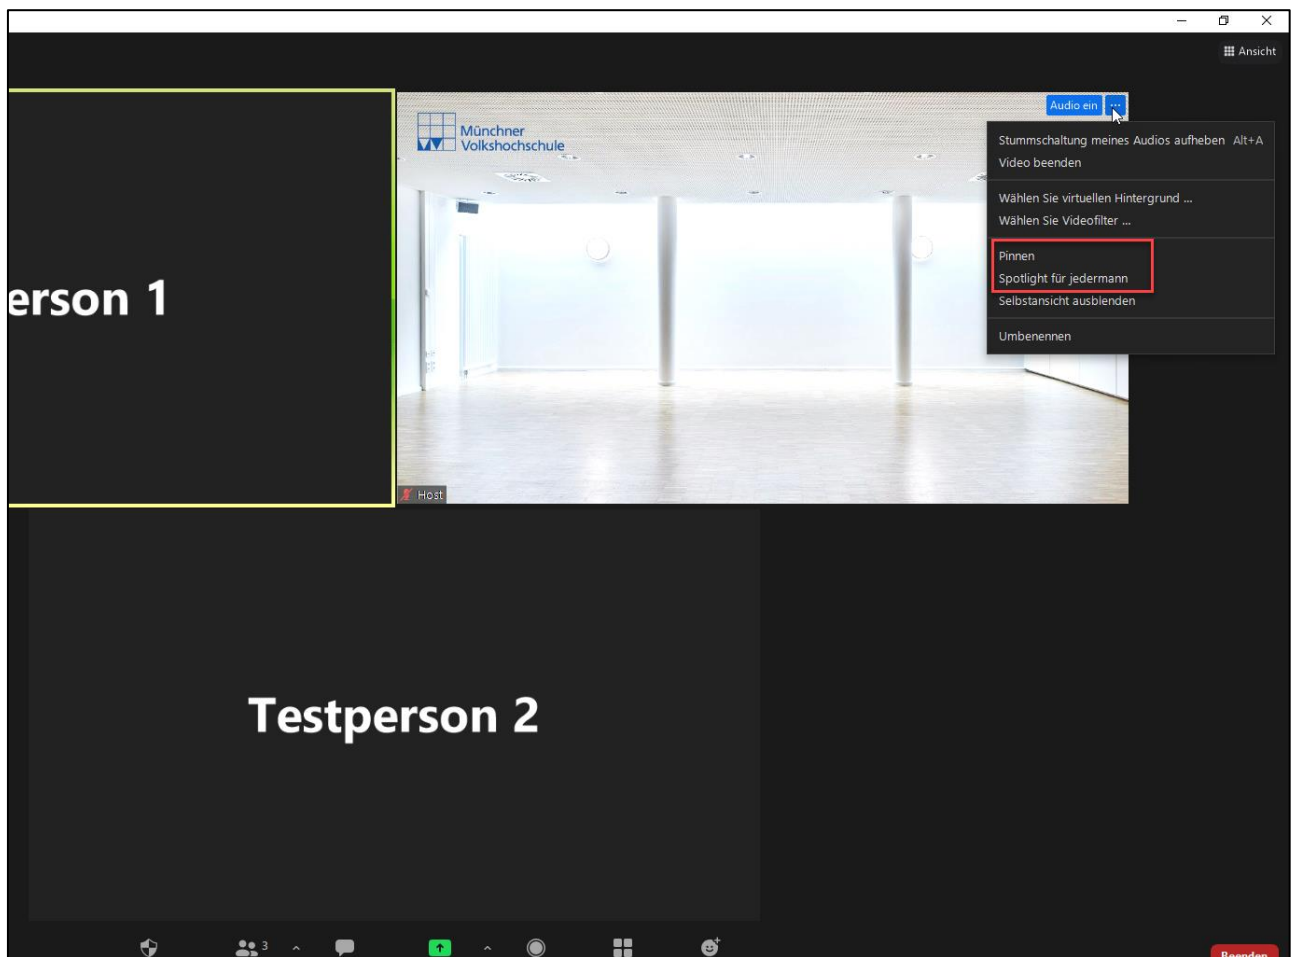 Ansicht
Audio ein
Münchner
Volkshochschule
Stummschaltung meines Audios aufheben Alt+A
Video beenden
Wählen Sie virtuellen Hintergrund ...
Wählen Sie Videofilter ...
Pinnen
Spotlight für jedermann
Selbstansicht ausblenden
Umbenennen
erson 1
Host
Testperson 2
3
Beenden